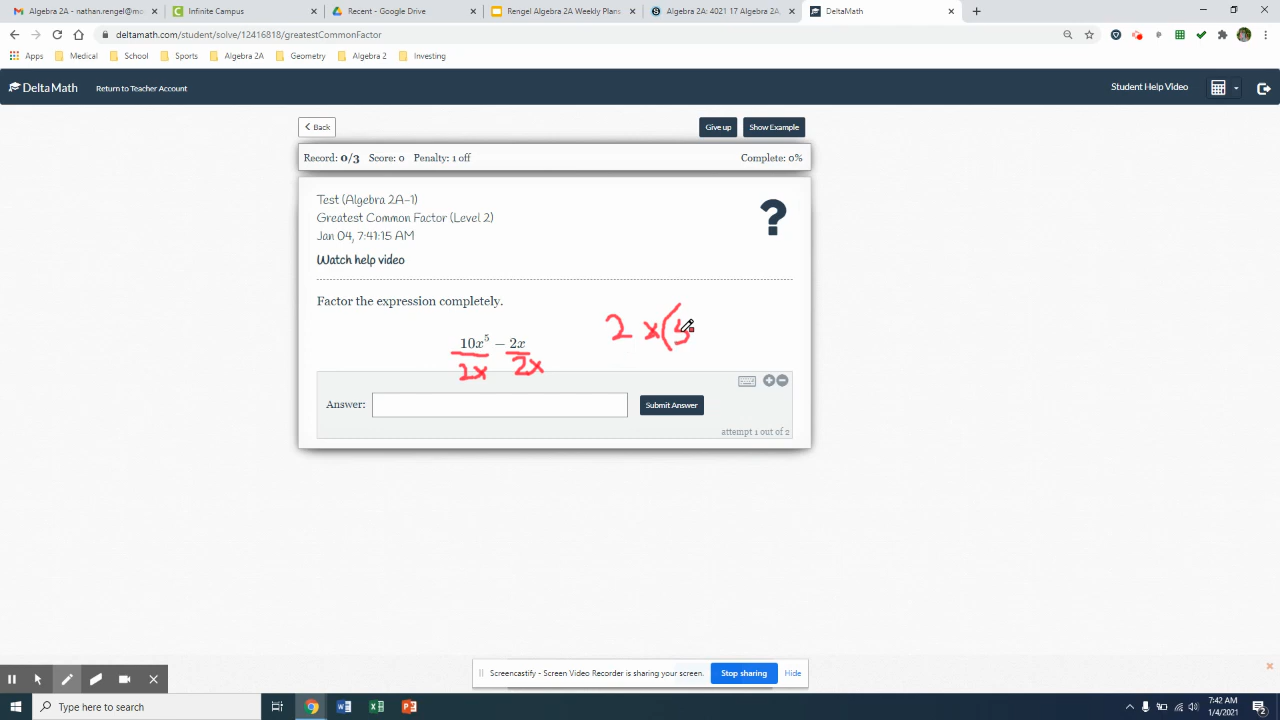 Algebra 2A - nathan.rengel@mo
Infinite Campus
Recent - Google Drive
Rengel Algebra 2A Weekly Plans
Algebra 2A: 4021 17 Algebra 2A,
DeltaMath
deltamath.com/student/solve/12416818/greatestCommonFactor
Apps Medical School Sports Algebra 2A Geometry Algebra 2 Investing
DeltaMath Return to Teacher Account Student Help Video
Back Give up Show Example
Record: 0/3 Score: 0 Penalty: 1 off Complete: 0%
Test (Algebra 2A-1)
Greatest Common Factor (Level 2)
Jan 04, 7:41:15 AM
?
Watch help video
Factor the expression completely.
10x⁵ − 2x 2x(5
2x 2x
Answer: Submit Answer
attempt 1 out of 2
Screencastify - Screen Video Recorder is sharing your screen. Stop sharing Hide
Type here to search
7:42 AM
1/4/2021
2